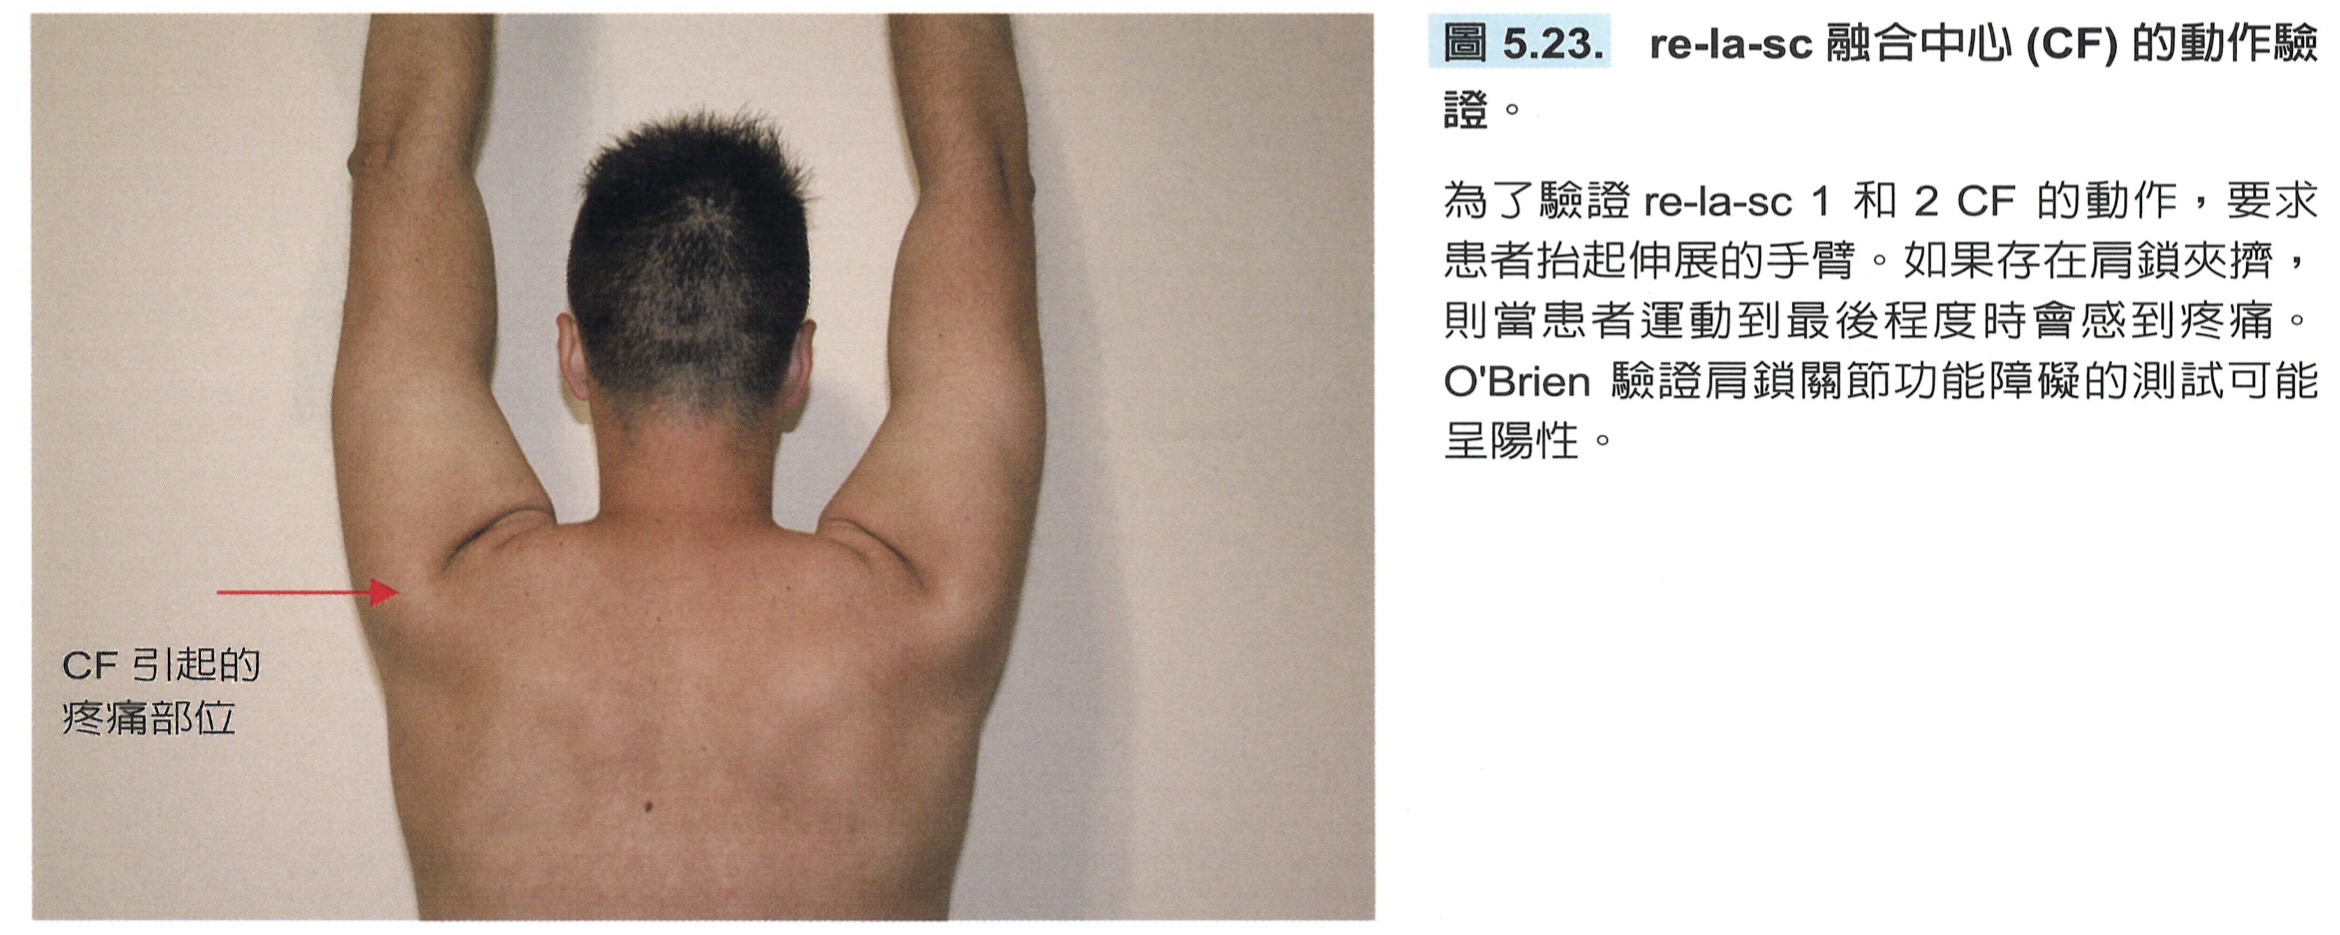 圖 5.23. re-la-sc 融合中心 (CF) 的動作驗
證。
為了驗證 re-la-sc 1 和 2 CF 的動作，要求
患者抬起伸展的手臂。如果存在肩鎖夾擠，
則當患者運動到最後程度時會感到疼痛。
O'Brien 驗證肩鎖關節功能障礙的測試可能
呈陽性。
CF 引起的
疼痛部位